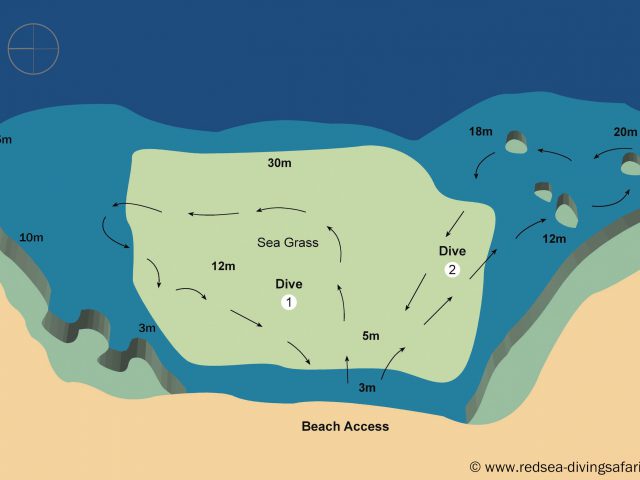 18m
20m
30m
10m
12m
Sea Grass
Dive
2
12m
Dive
1
3m
5m
3m
Beach Access
© www.redsea-divingsafari